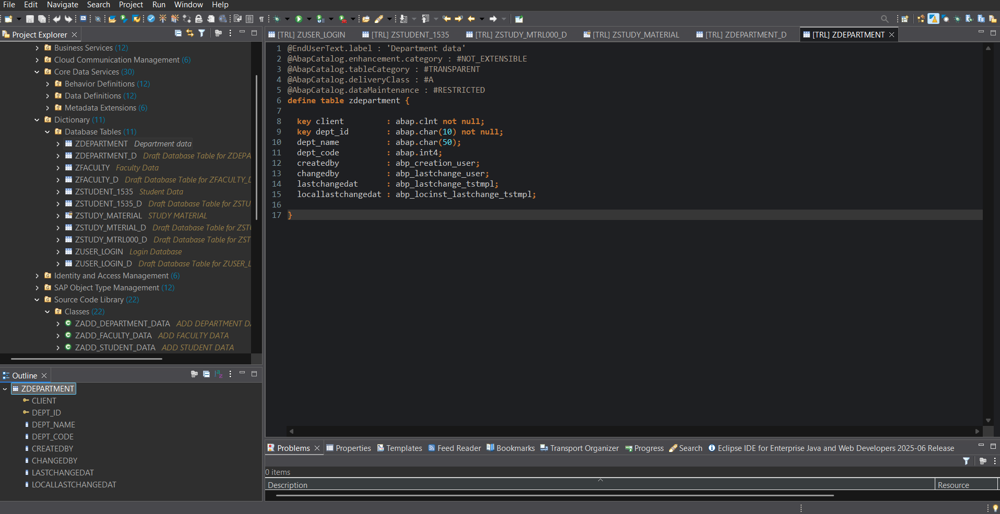 File Edit Navigate Search Project Run Window Help
Project Explorer
Business Services (12)
Cloud Communication Management (6)
Core Data Services (30)
Behavior Definitions (12)
Data Definitions (12)
Metadata Extensions (6)
Dictionary (11)
Database Tables (11)
ZDEPARTMENT Department data
ZDEPARTMENT_D Draft Database Table for ZDEPA
ZFACULTY Faculty Data
ZFACULTY_D Draft Database Table for ZFACULTY_D
ZSTUDENT_1535 Student Data
ZSTUDENT_1535_D Draft Database Table for ZSTU
ZSTUDY_MATERIAL STUDY MATERIAL
ZSTUDY_MTERIAL_D Draft Database Table for ZSTU
ZSTUDY_MTRL000_D Draft Database Table for ZST
ZUSER_LOGIN Login Database
ZUSER_LOGIN_D Draft Database Table for ZUSER_L
Identity and Access Management (6)
SAP Object Type Management (12)
Source Code Library (22)
Classes (22)
ZADD_DEPARTMENT_DATA ADD DEPARTMENT DA
ZADD_FACULTY_DATA ADD FACULTY DATA
ZADD_STUDENT_DATA ADD STUDENT DATA
Outline
ZDEPARTMENT
CLIENT
DEPT_ID
DEPT_NAME
DEPT_CODE
CREATEDBY
CHANGEDBY
LASTCHANGEDAT
LOCALLASTCHANGEDAT
[TRL] ZUSER_LOGIN [TRL] ZSTUDENT_1535 [TRL] ZSTUDY_MTRL000_D [TRL] ZSTUDY_MATERIAL [TRL] ZDEPARTMENT_D [TRL] ZDEPARTMENT
1 @EndUserText.label : 'Department data'
2 @AbapCatalog.enhancement.category : #NOT_EXTENSIBLE
3 @AbapCatalog.tableCategory : #TRANSPARENT
4 @AbapCatalog.deliveryClass : #A
5 @AbapCatalog.dataMaintenance : #RESTRICTED
6 define table zdepartment {
7
8 key client : abap.clnt not null;
9 key dept_id : abap.char(10) not null;
10 dept_name : abap.char(50);
11 dept_code : abap.int4;
12 createdby : abp_creation_user;
13 changedby : abp_lastchange_user;
14 lastchangedat : abp_lastchange_tstmpl;
15 locallastchangedat : abp_locinst_lastchange_tstmpl;
16
17 }
Problems Properties Templates Feed Reader Bookmarks Transport Organizer Progress Search Eclipse IDE for Enterprise Java and Web Developers 2025-06 Release
0 items
Description Resource